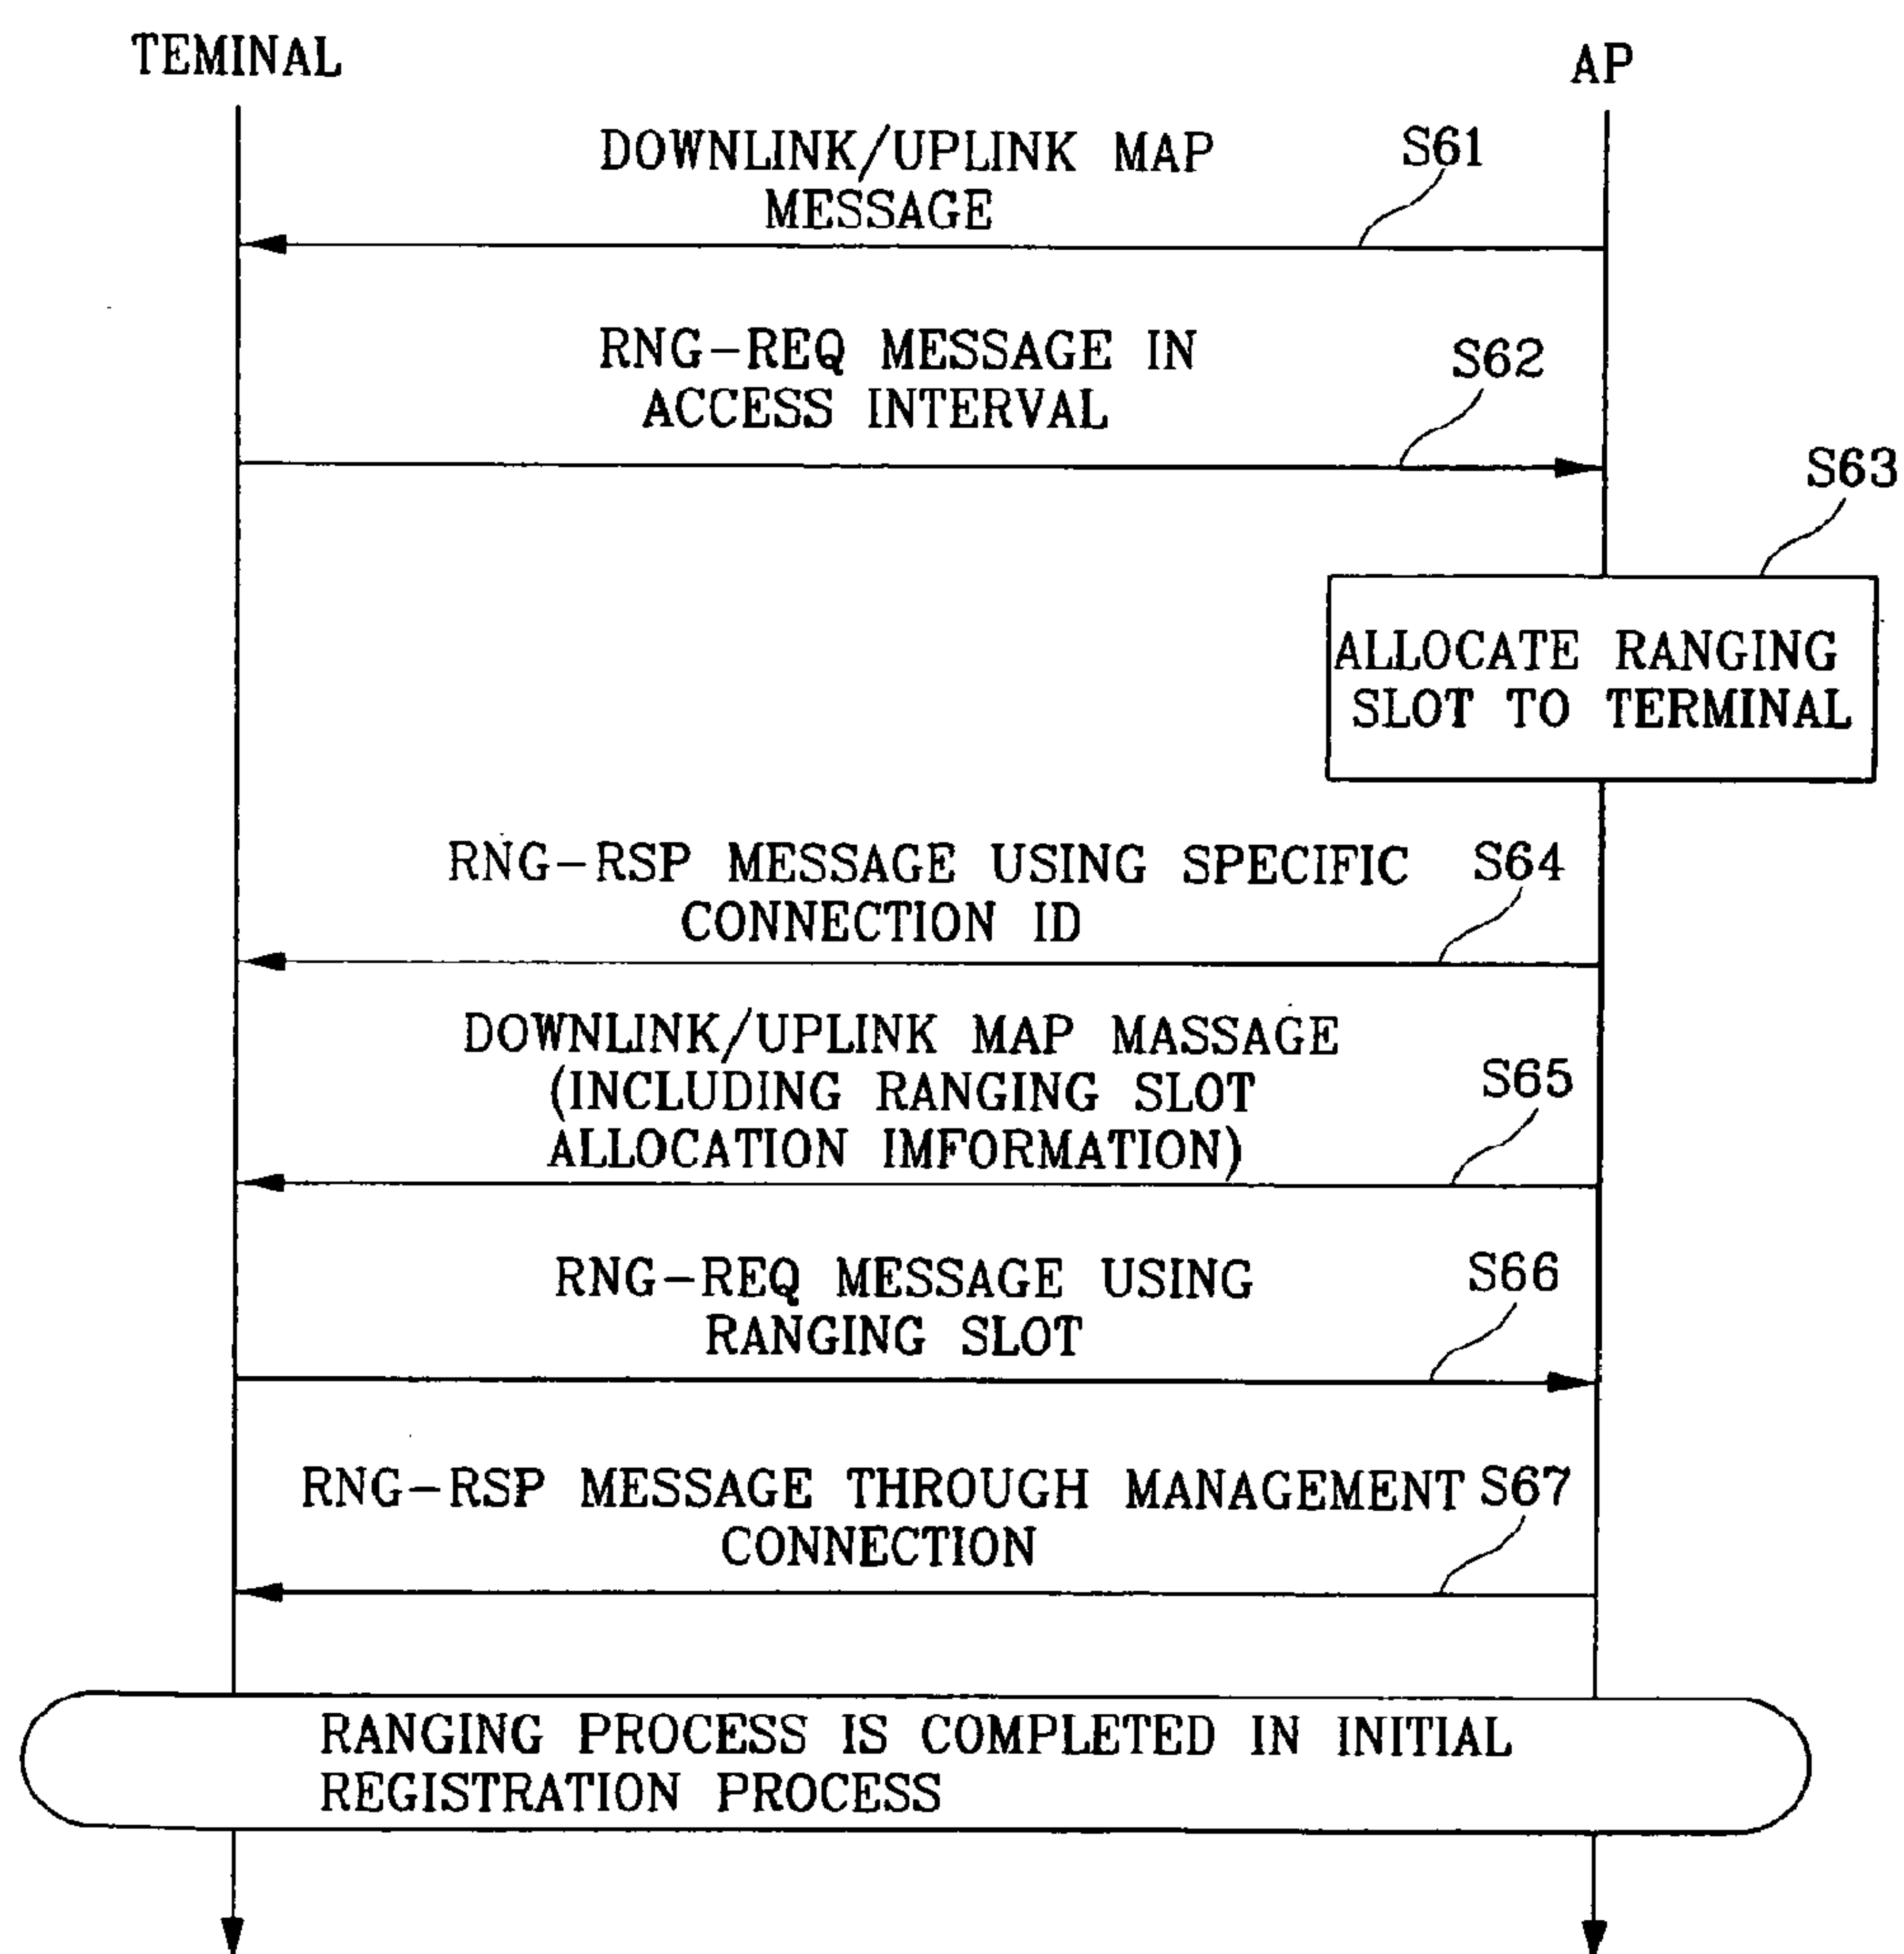 TEMINAL
AP
DOWNLINK/UPLINK MAP
MESSAGE
S61
RNG-REQ MESSAGE IN
ACCESS INTERVAL
S62
S63
ALLOCATE RANGING
SLOT TO TERMINAL
RNG-RSP MESSAGE USING SPECIFIC
CONNECTION ID
S64
DOWNLINK/UPLINK MAP MASSAGE
(INCLUDING RANGING SLOT
ALLOCATION IMFORMATION)
S65
RNG-REQ MESSAGE USING
RANGING SLOT
S66
RNG-RSP MESSAGE THROUGH MANAGEMENT
CONNECTION
S67
RANGING PROCESS IS COMPLETED IN INITIAL
REGISTRATION PROCESS